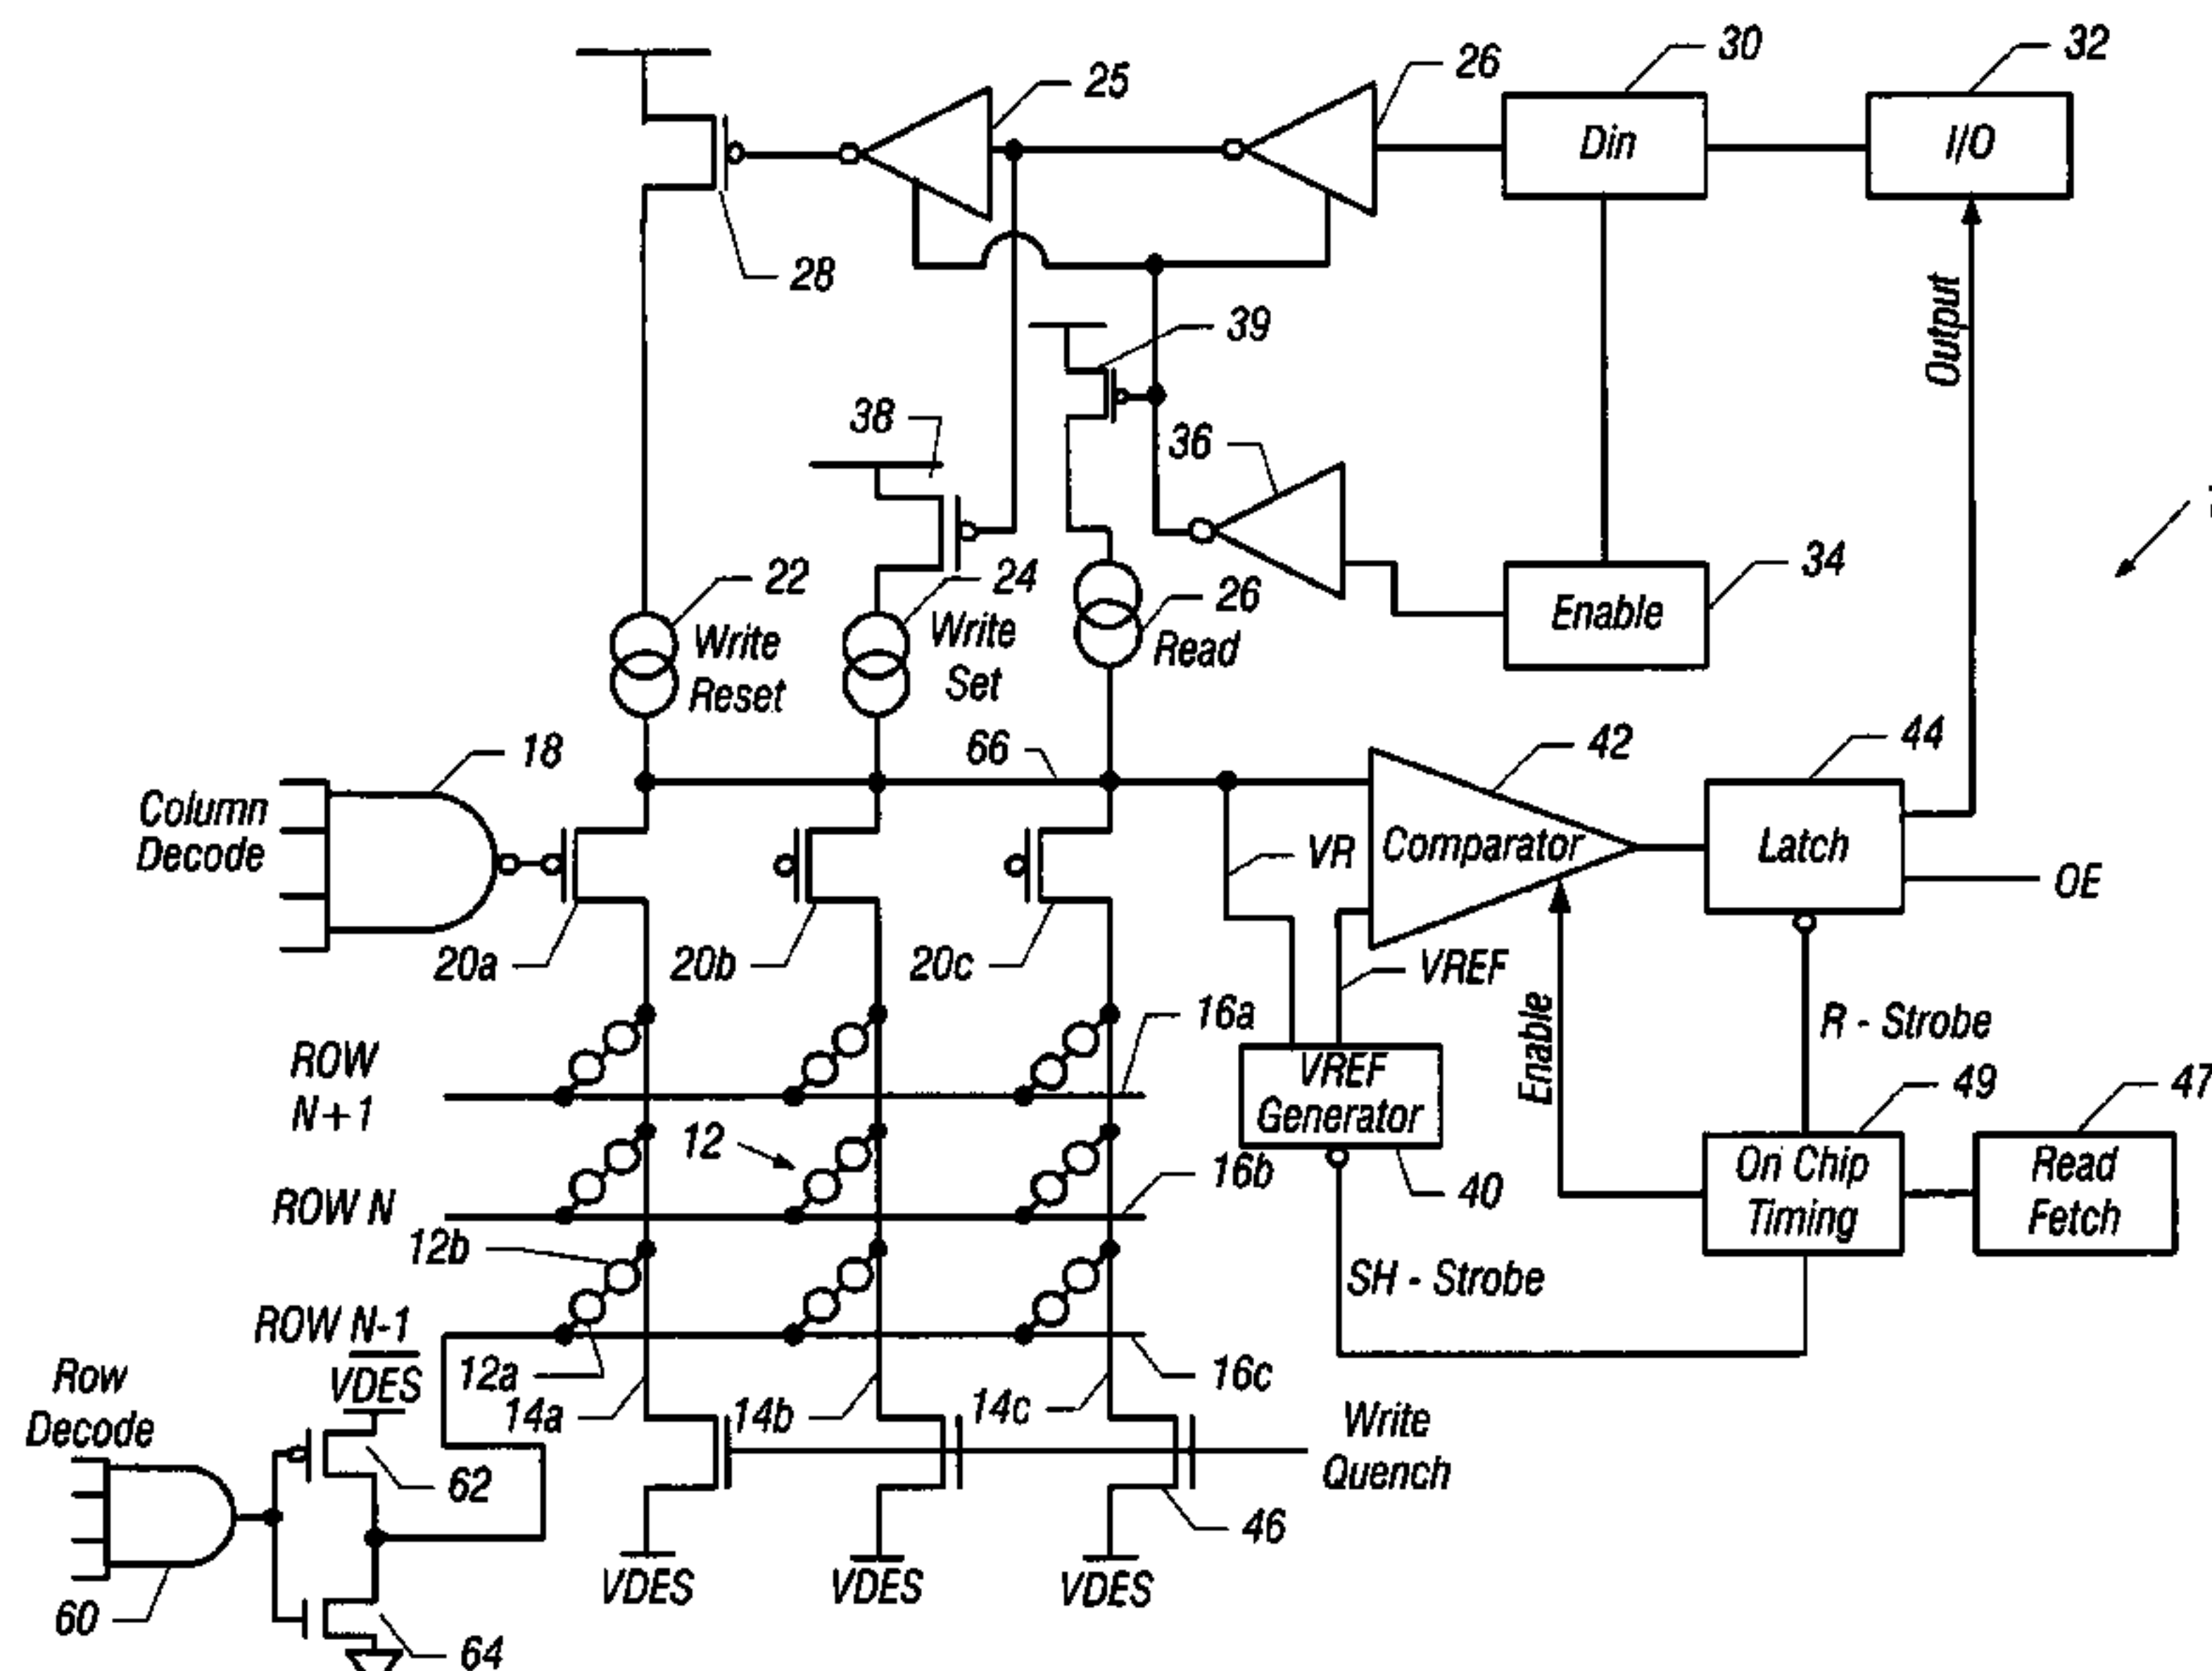 25
26
30
32
Din
I/O
28
39
Output
38
36
34
Enable
22
Write
Reset
24
Write
Set
26
Read
18
66
42
44
Column
Decode
VR
Comparator
Latch
OE
20a
20b
20c
VREF
16a
Enable
R - Strobe
ROW
N+1
VREF
Generator
49
47
12
16b
40
On Chip
Timing
Read
Fetch
ROW N
12b
SH - Strobe
ROW N-1
12a
16c
Row
Decode
VDES
14a
14b
14c
Write
Quench
62
46
60
VDES
VDES
VDES
64